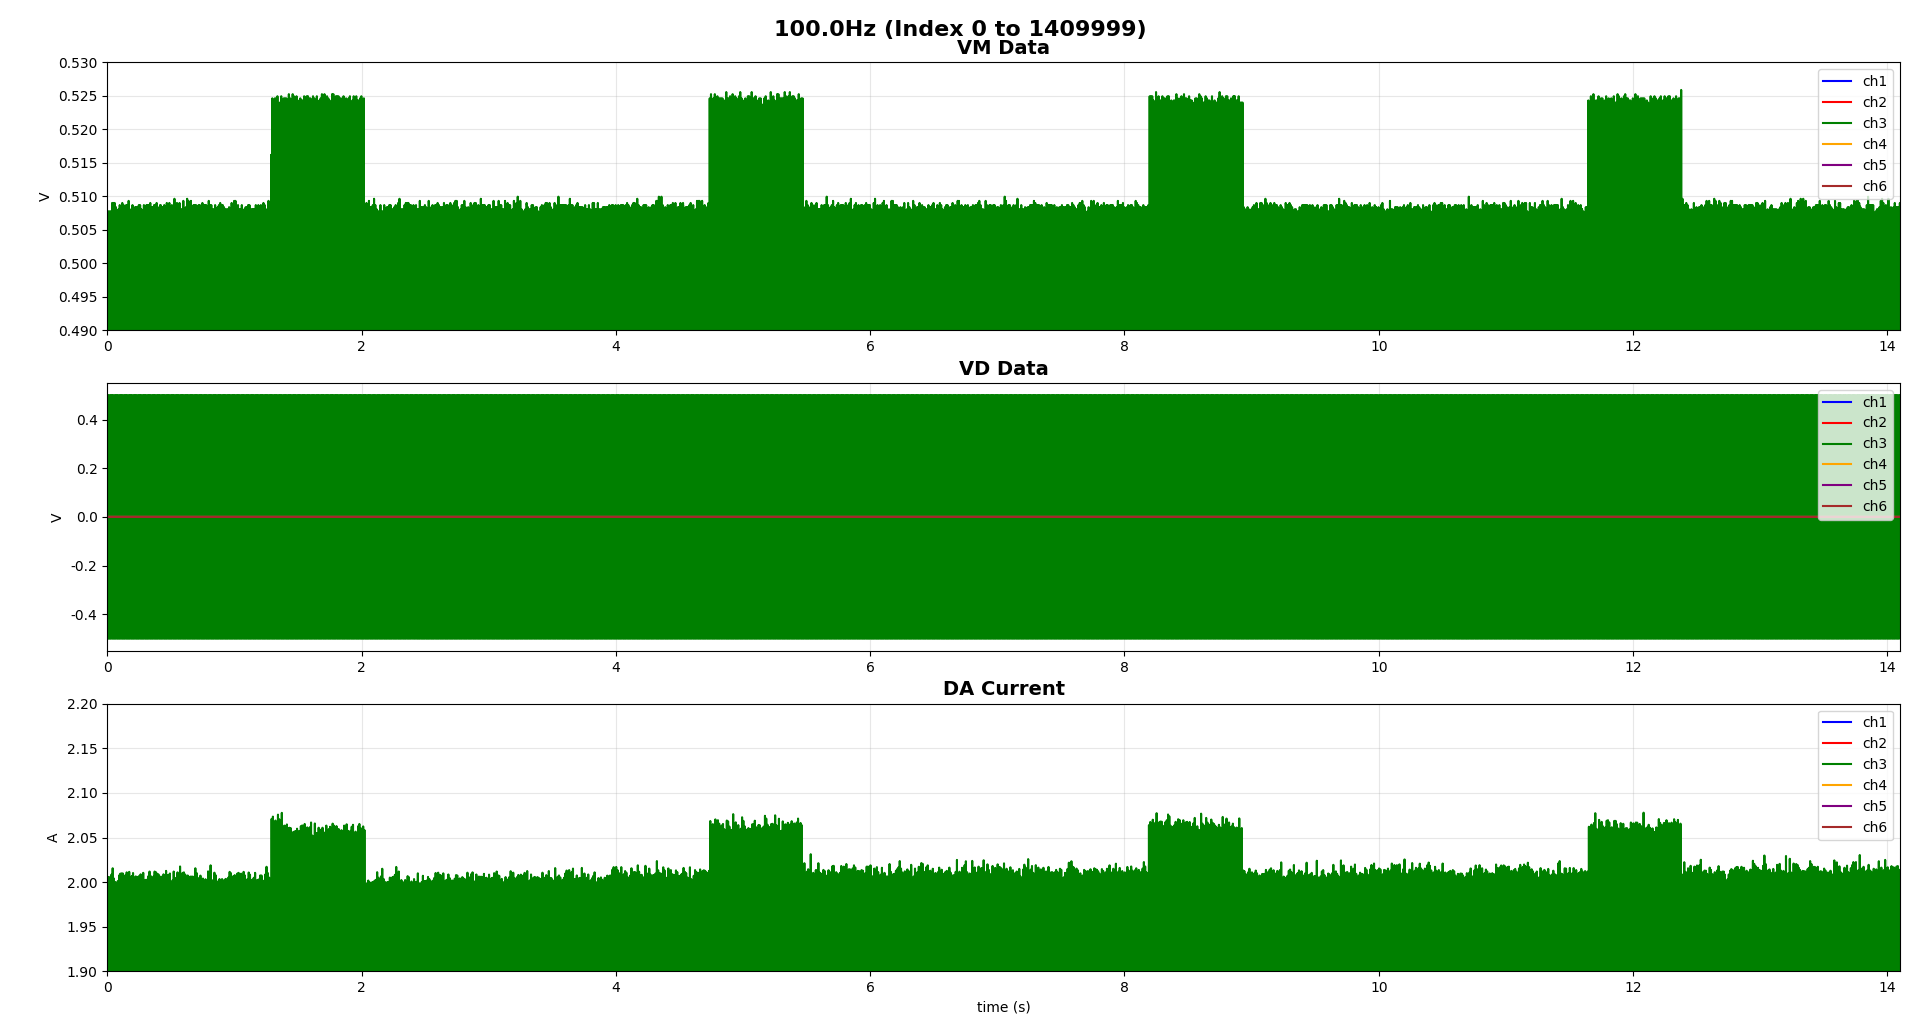 100.0Hz (Index 0 to 1409999)
VM Data
0.530
0.525
0.520
0.515
0.510
0.505
0.500
0.495
0.490
V
0 2 4 6 8 10 12 14
ch1
ch2
ch3
ch4
ch5
ch6
VD Data
0.4
0.2
0.0
-0.2
-0.4
V
0 2 4 6 8 10 12 14
ch1
ch2
ch3
ch4
ch5
ch6
DA Current
2.20
2.15
2.10
2.05
2.00
1.95
1.90
A
0 2 4 6 8 10 12 14
time (s)
ch1
ch2
ch3
ch4
ch5
ch6